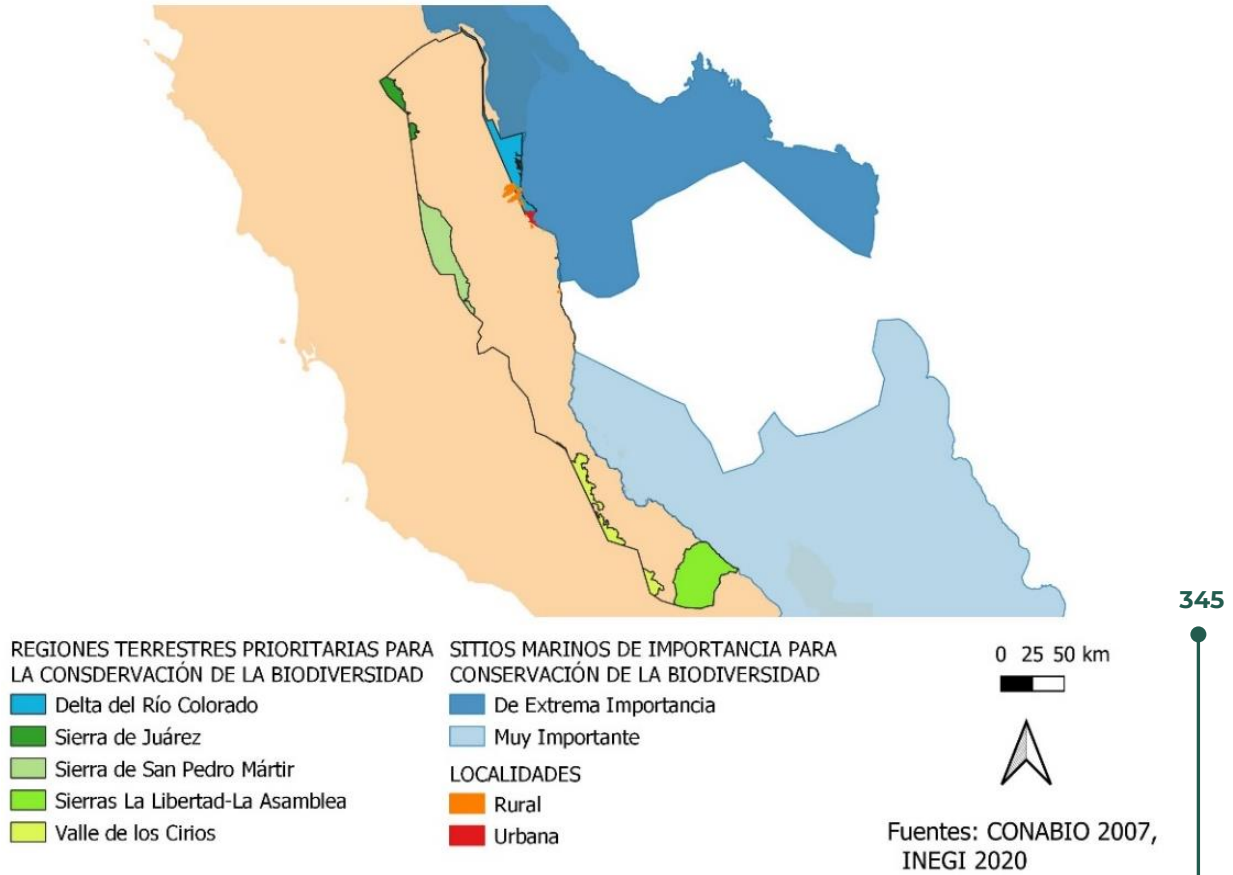 345
REGIONES TERRESTRES PRIORITARIAS PARA
LA CONSDERVACIÓN DE LA BIODIVERSIDAD
Delta del Río Colorado
Sierra de Juárez
Sierra de San Pedro Mártir
Sierras La Libertad-La Asamblea
Valle de los Cirios
SITIOS MARINOS DE IMPORTANCIA PARA
CONSERVACIÓN DE LA BIODIVERSIDAD
De Extrema Importancia
Muy Importante
LOCALIDADES
Rural
Urbana
0 25 50 km
Fuentes: CONABIO 2007,
INEGI 2020